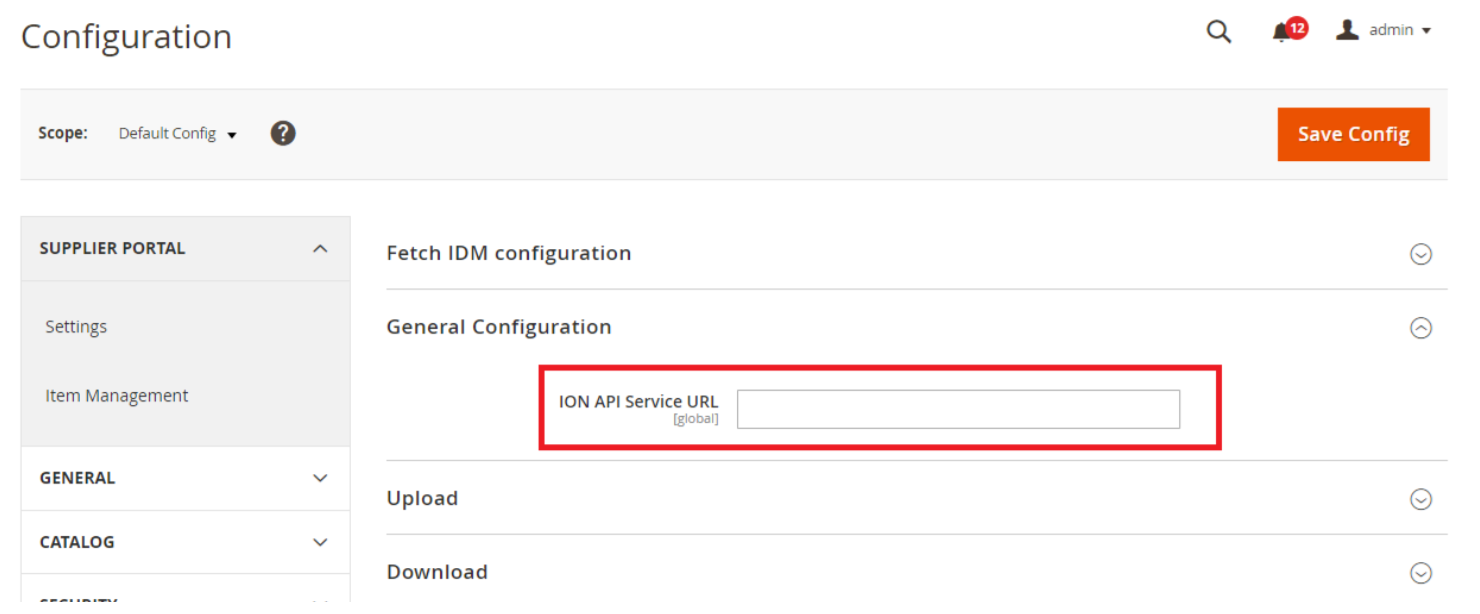 Configuration
12
admin
Scope: Default Config ?
Save Config
SUPPLIER PORTAL
Settings
Item Management
GENERAL
CATALOG
SECURITY
Fetch IDM configuration
General Configuration
ION API Service URL
[global]
Upload
Download